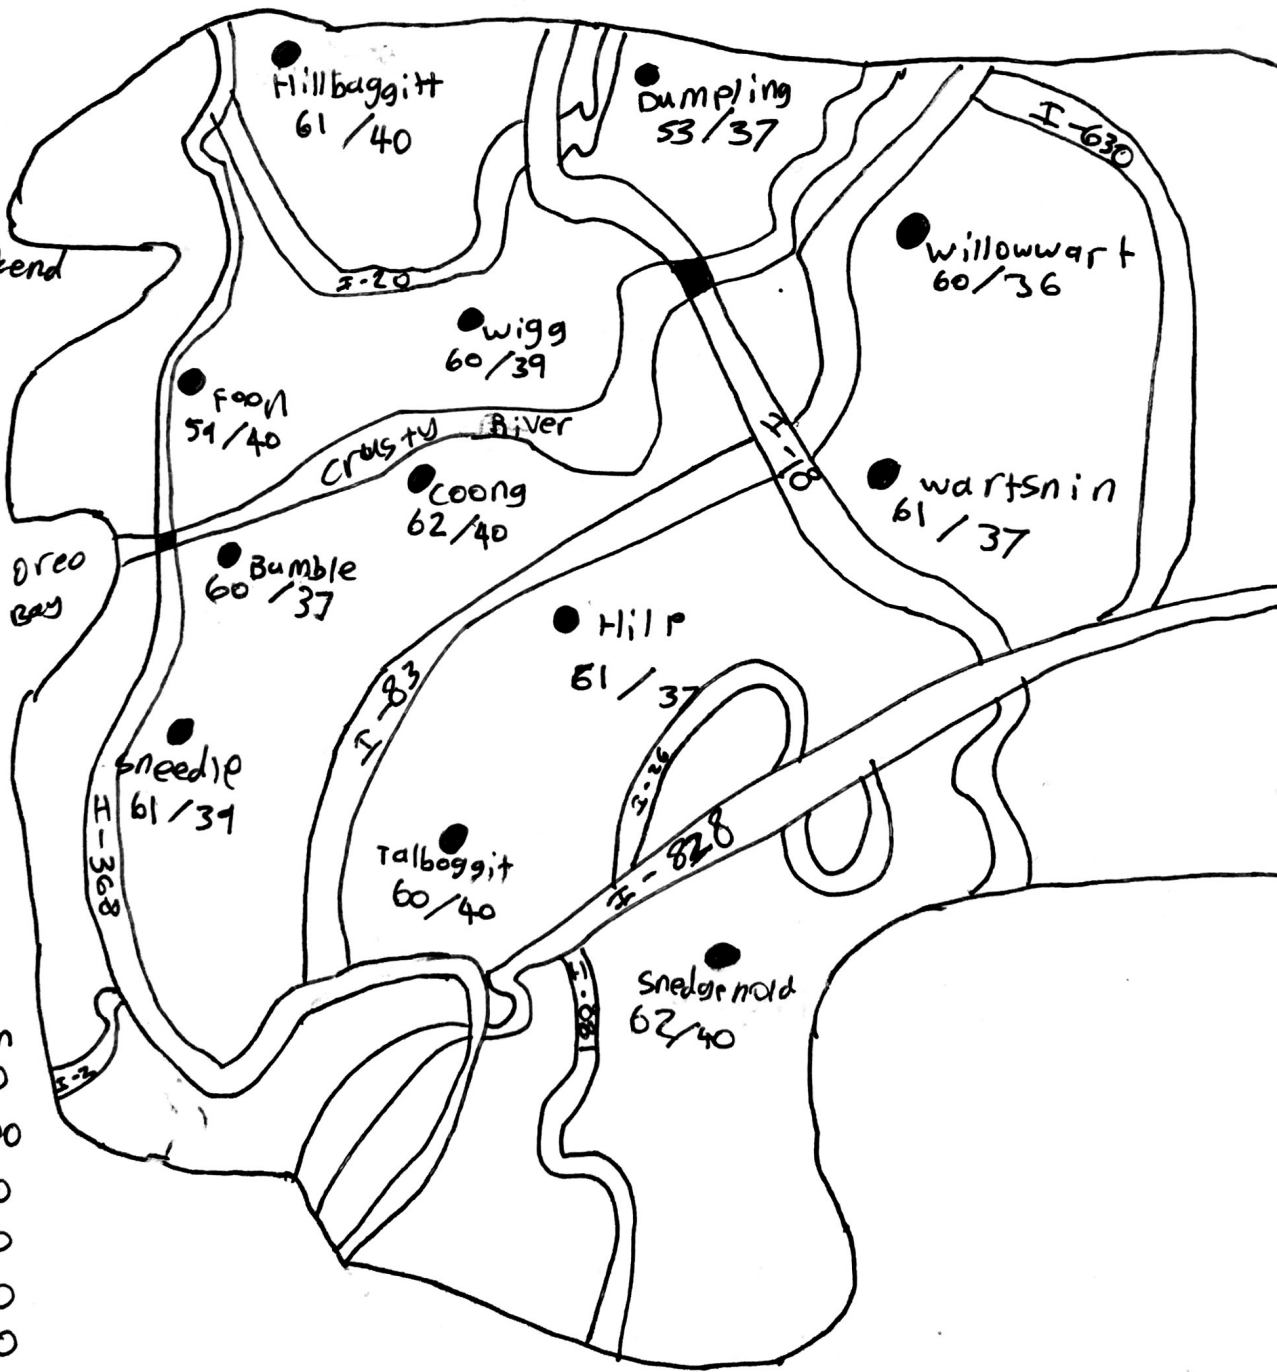 Hillbaggitt
61/40
Dumpling
53/37
I-630
Willowwart
60/36
I-20
Wigg
60/39
Foon
59/40
Crusty River
I-18
Coong
62/40
Wartsnin
61/37
Oreo
Bay
Bumble
60/37
Hilp
61/37
I-83
Sneedle
61/39
I-26
I-368
Talboggit
60/40
I-828
I-2
I-081
62/40